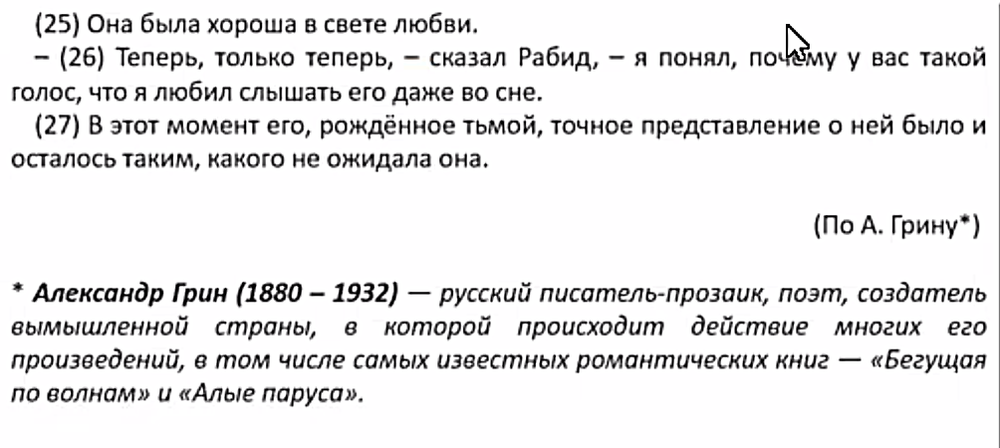 (25) Она была хороша в свете любви.
– (26) Теперь, только теперь, – сказал Рабид, – я понял, почему у вас такой
голос, что я любил слышать его даже во сне.
(27) В этот момент его, рождённое тьмой, точное представление о ней было и
осталось таким, какого не ожидала она.
(По А. Грину*)
* Александр Грин (1880 – 1932) — русский писатель-прозаик, поэт, создатель
вымышленной страны, в которой происходит действие многих его
произведений, в том числе самых известных романтических книг — «Бегущая
по волнам» и «Алые паруса».